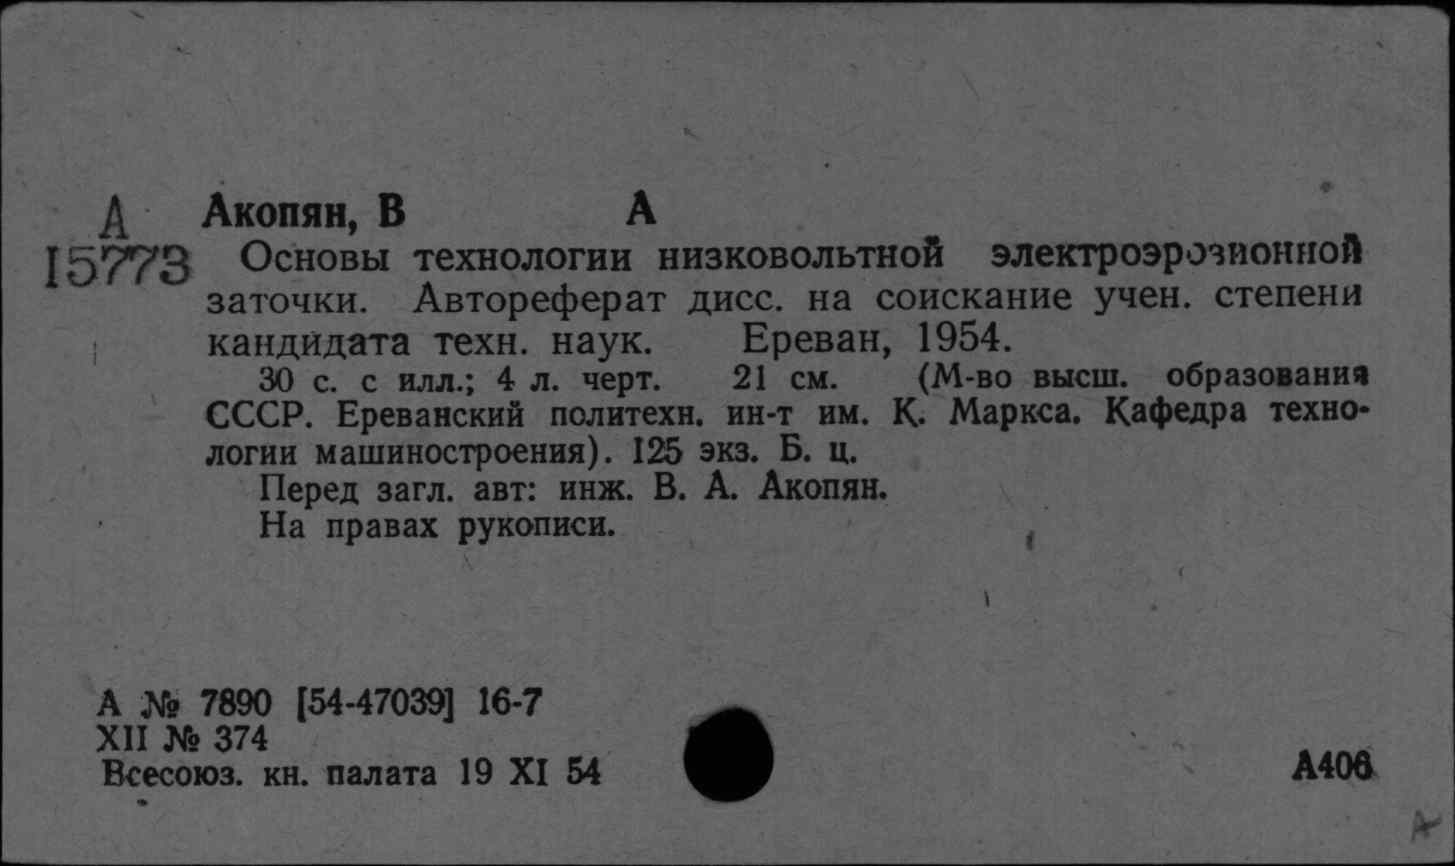 А Акопян, В А
I5773 Основы технологии низковольтной электроэрозионной
заточки. Автореферат дисс. на соискание учен. степени
кандидата техн. наук. Ереван, 1954.
30 с. с илл.; 4 л. черт. 21 см. (М-во высш. образования
СССР. Ереванский политехн. ин-т им. К. Маркса. Кафедра техно-
логии машиностроения). 125 экз. Б. ц.
Перед загл. авт: инж. В. А. Акопян.
На правах рукописи.
А № 7890 [54-47039] 16-7
XII № 374
Всесоюз. кн. палата 19 XI 54
А406
А